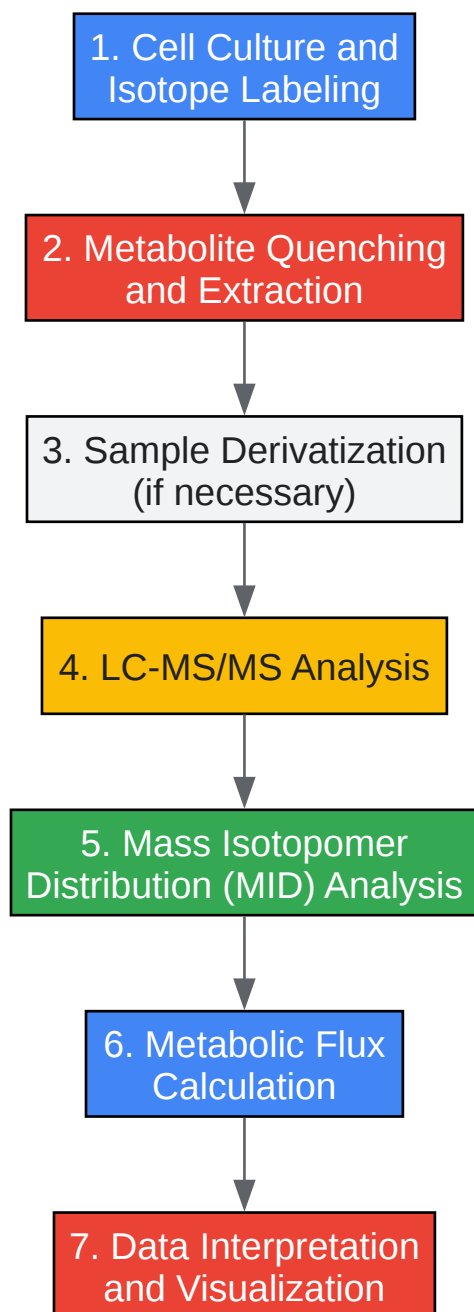 1. Cell Culture and
Isotope Labeling
2. Metabolite Quenching
and Extraction
3. Sample Derivatization
(if necessary)
4. LC-MS/MS Analysis
5. Mass Isotopomer
Distribution (MID) Analysis
6. Metabolic Flux
Calculation
7. Data Interpretation
and Visualization